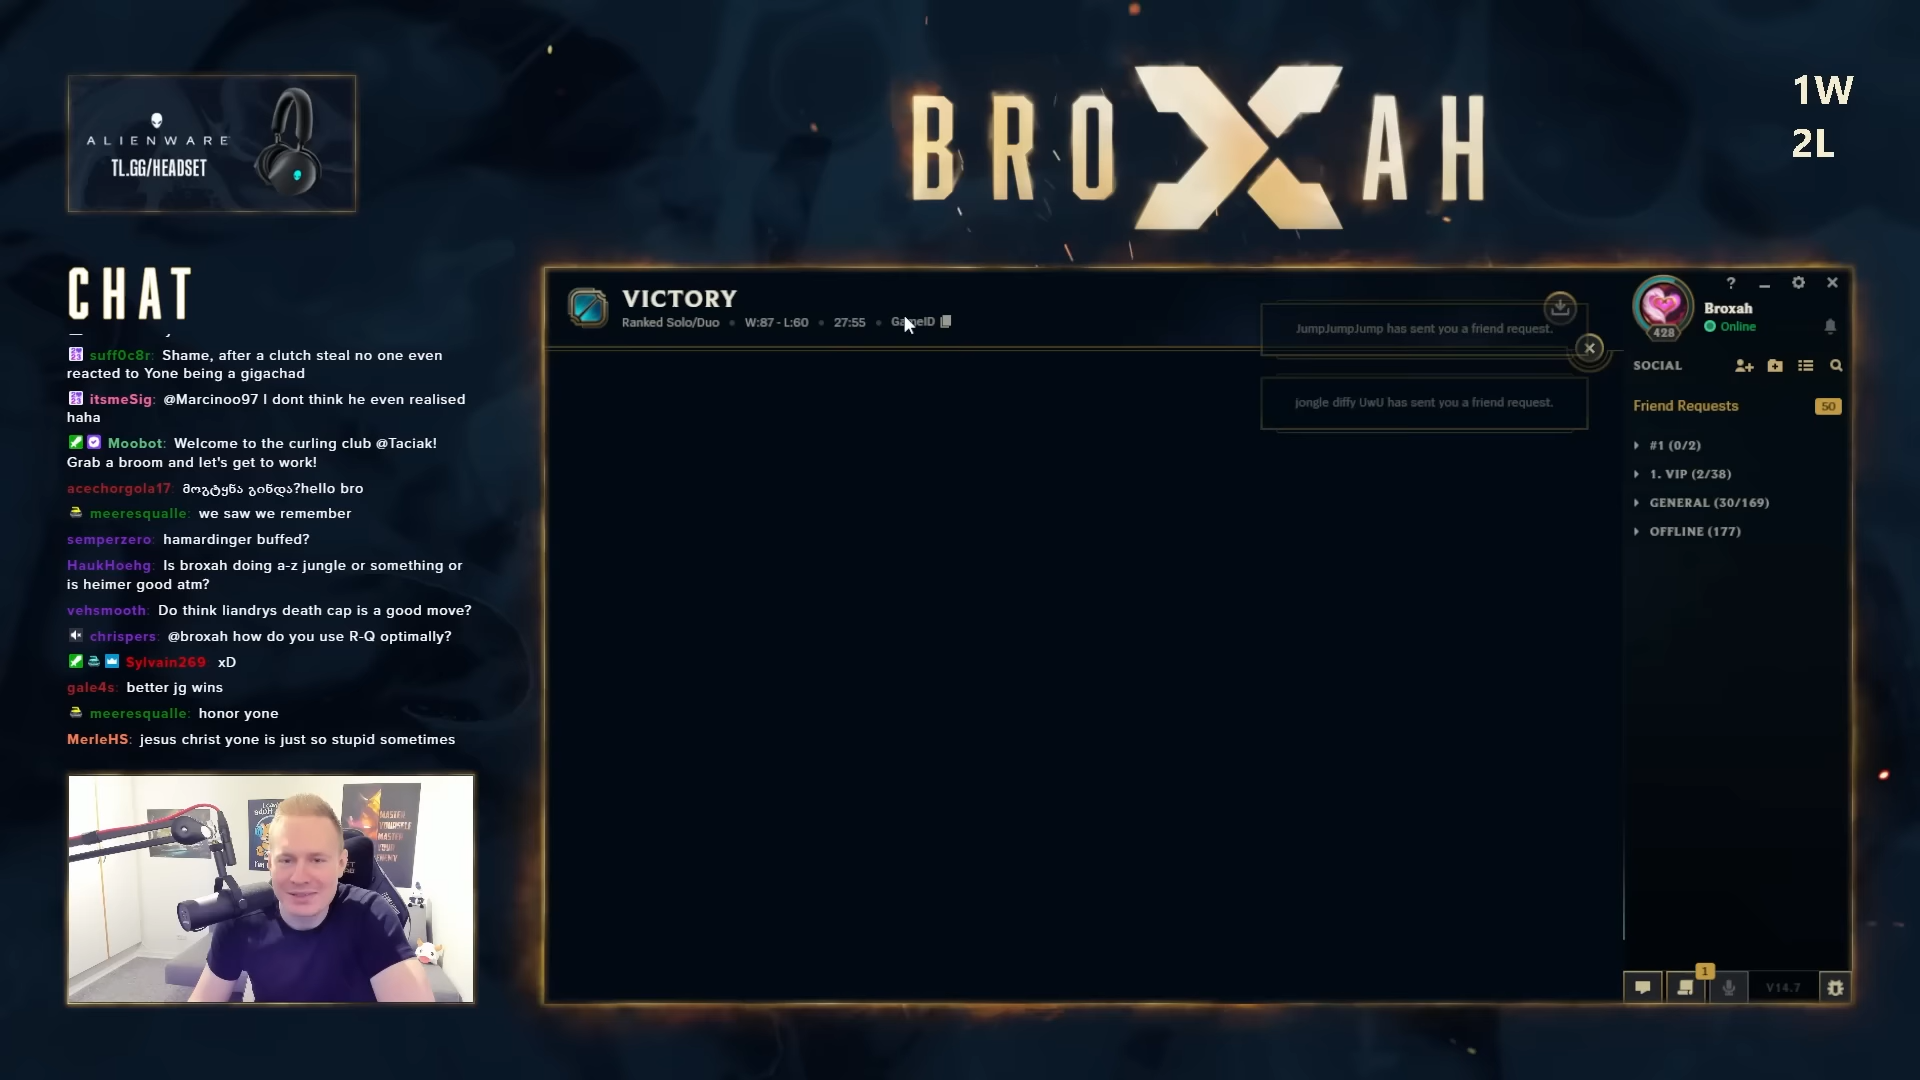 ALIENWARE
TL.GG/HEADSET
BROXAH
1W
2L
CHAT
suff0c8r: Shame, after a clutch steal no one even
reacted to Yone being a gigachad
itsmeSig: @Marcinoo97 I dont think he even realised
haha
Moobot: Welcome to the curling club @Taciak!
Grab a broom and let's get to work!
acechorgola17: მოგტყნა გინდა?hello bro
meeresqualle: we saw we remember
semperzero: hamardinger buffed?
HaukHoehg: Is broxah doing a-z jungle or something or
is heimer good atm?
vehsmooth: Do think liandrys death cap is a good move?
chrispers: @broxah how do you use R-Q optimally?
Sylvain269 xD
gale4s: better jg wins
meeresqualle: honor yone
MerleHS: jesus christ yone is just so stupid sometimes
VICTORY
Ranked Solo/Duo • W:87 - L:60 • 27:55 • GameID
JumpJumpJump has sent you a friend request.
jongle diffy UwU has sent you a friend request.
?
428
Broxah
Online
SOCIAL
Friend Requests 50
#1 (0/2)
1. VIP (2/38)
GENERAL (30/169)
OFFLINE (177)
1
V14.7
MASTER
YOURSELF
MASTER
YOUR
ENEMY